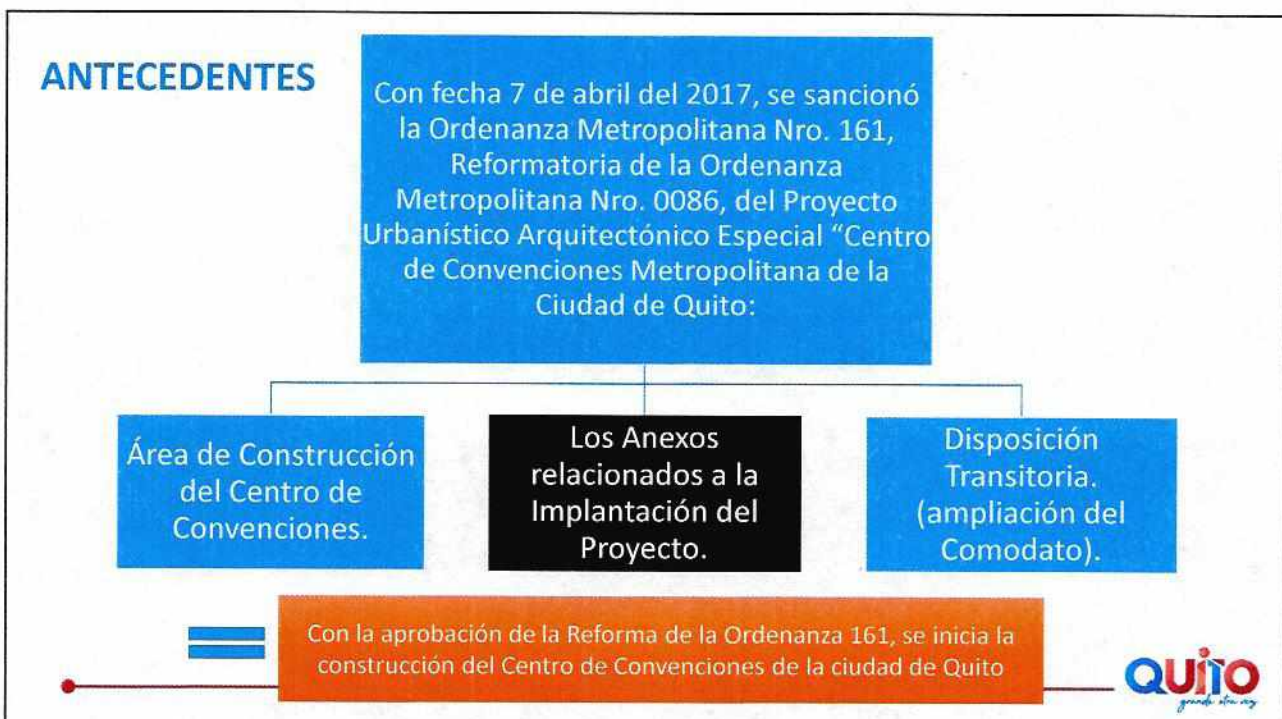 ANTECEDENTES
Con fecha 7 de abril del 2017, se sancionó
la Ordenanza Metropolitana Nro. 161,
Reformatoria de la Ordenanza
Metropolitana Nro. 0086, del Proyecto
Urbanístico Arquitectónico Especial “Centro
de Convenciones Metropolitana de la
Ciudad de Quito:
Área de Construcción
del Centro de
Convenciones.
Los Anexos
relacionados a la
Implantación del
Proyecto.
Disposición
Transitoria.
(ampliación del
Comodato).
Con la aprobación de la Reforma de la Ordenanza 161, se inicia la
construcción del Centro de Convenciones de la ciudad de Quito
QUITO
grande otra vez